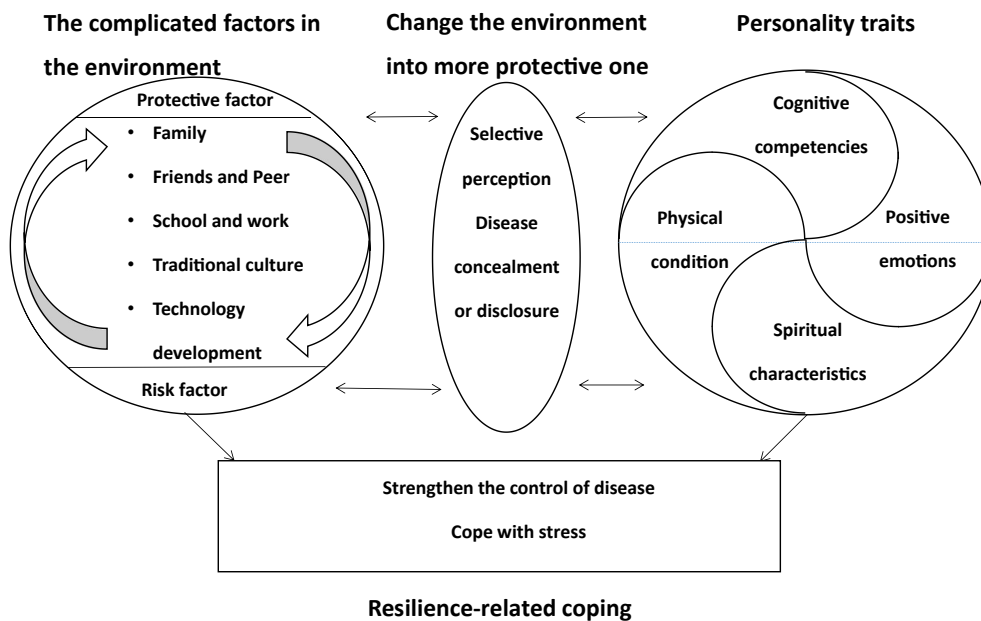 The complicated factors in
the environment
Protective factor
• Family
• Friends and Peer
• School and work
• Traditional culture
• Technology
development
Risk factor
Change the environment
into more protective one
Selective
perception
Disease
concealment
or disclosure
Personality traits
Cognitive
competencies
Physical
condition
Positive
emotions
Spiritual
characteristics
Strengthen the control of disease
Cope with stress
Resilience-related coping